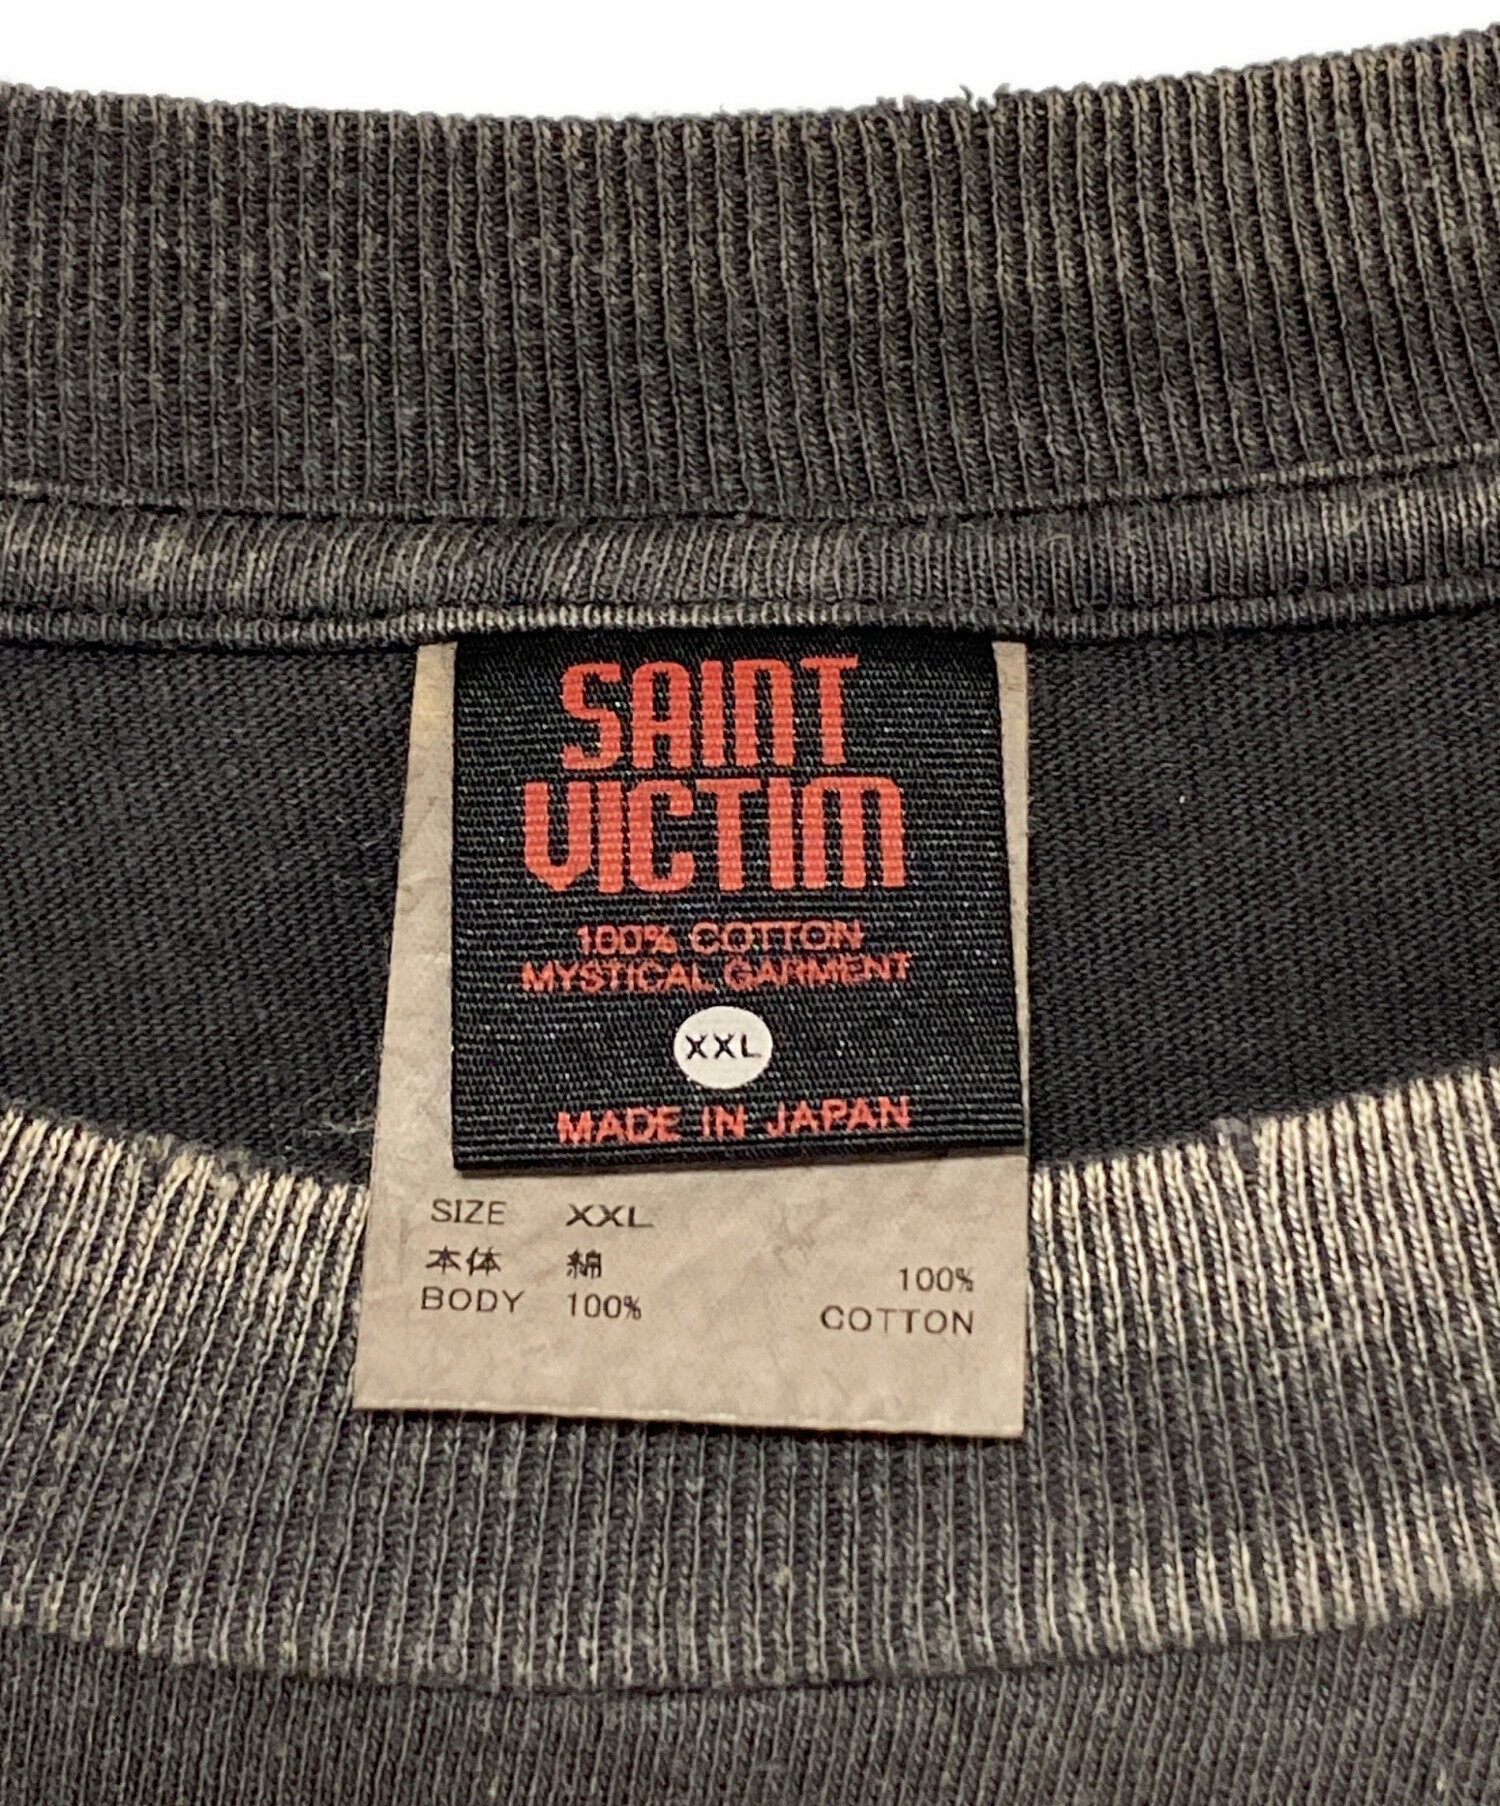 SAINT
VICTIM
100% COTTON
MYSTICAL GARMENT
XXL
MADE IN JAPAN
SIZE XXL
本体 綿 100%
BODY 100% COTTON